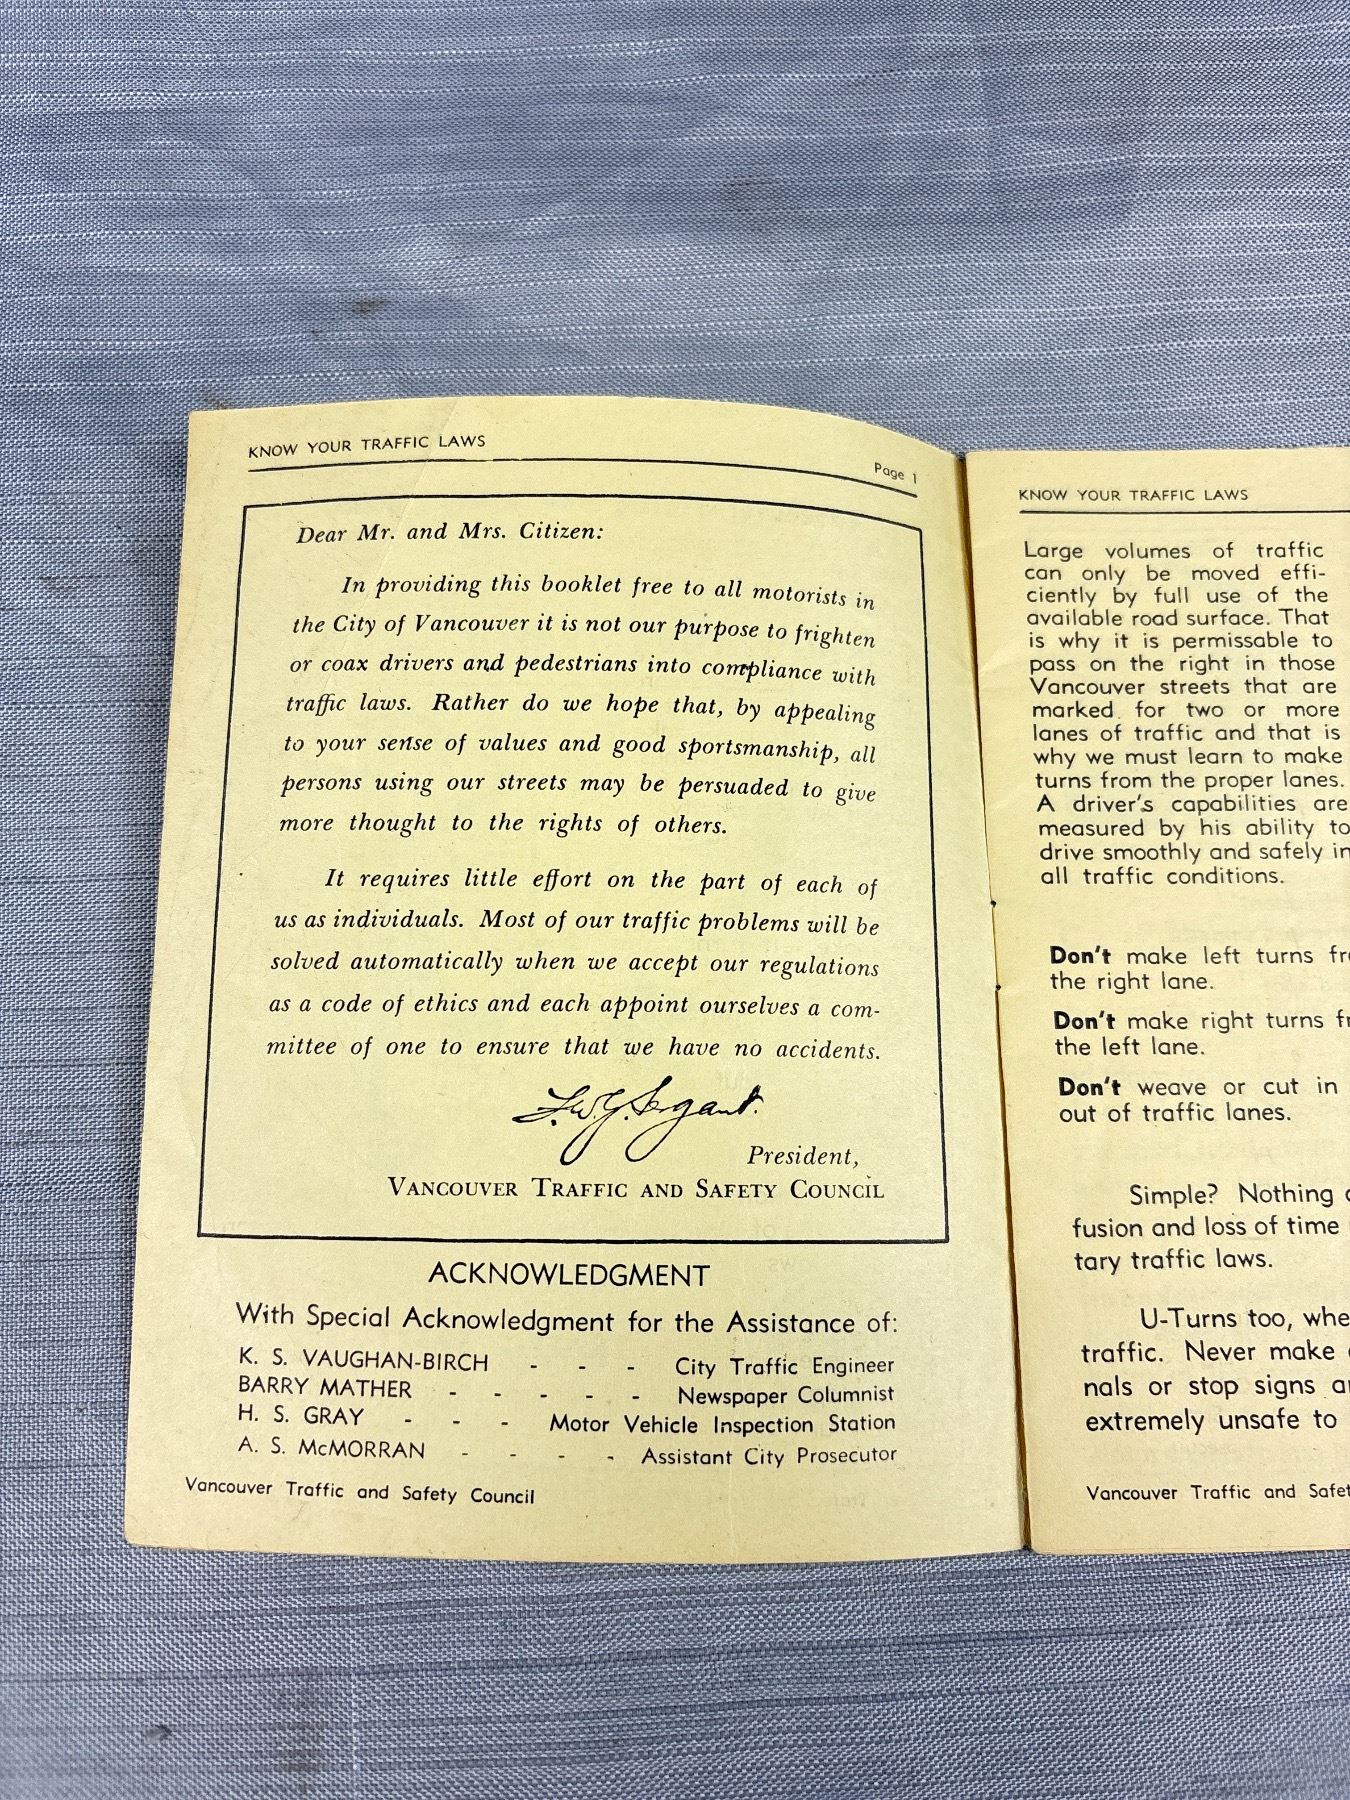 KNOW YOUR TRAFFIC LAWS
Page 1
Dear Mr. and Mrs. Citizen:
In providing this booklet free to all motorists in
the City of Vancouver it is not our purpose to frighten
or coax drivers and pedestrians into compliance with
traffic laws. Rather do we hope that, by appealing
to your sense of values and good sportsmanship, all
persons using our streets may be persuaded to give
more thought to the rights of others.
It requires little effort on the part of each of
us as individuals. Most of our traffic problems will be
solved automatically when we accept our regulations
as a code of ethics and each appoint ourselves a com-
mittee of one to ensure that we have no accidents.
President,
VANCOUVER TRAFFIC AND SAFETY COUNCIL
ACKNOWLEDGMENT
With Special Acknowledgment for the Assistance of:
K. S. VAUGHAN-BIRCH - - - City Traffic Engineer
BARRY MATHER - - - - - Newspaper Columnist
H. S. GRAY - - - Motor Vehicle Inspection Station
A. S. McMORRAN - - - - Assistant City Prosecutor
Vancouver Traffic and Safety Council
KNOW YOUR TRAFFIC LAWS
Large volumes of traffic
can only be moved effi-
ciently by full use of the
available road surface. That
is why it is permissable to
pass on the right in those
Vancouver streets that are
marked for two or more
lanes of traffic and that is
why we must learn to make
turns from the proper lanes.
A driver's capabilities are
measured by his ability to
drive smoothly and safely in
all traffic conditions.
Don't make left turns
the right lane.
Don't make right turns
the left lane.
Don't weave or cut in
out of traffic lanes.
Simple? Nothing
fusion and loss of time
tary traffic laws.
U-Turns too,
traffic. Never make
nals or stop signs
extremely unsafe to
Vancouver Traffic and